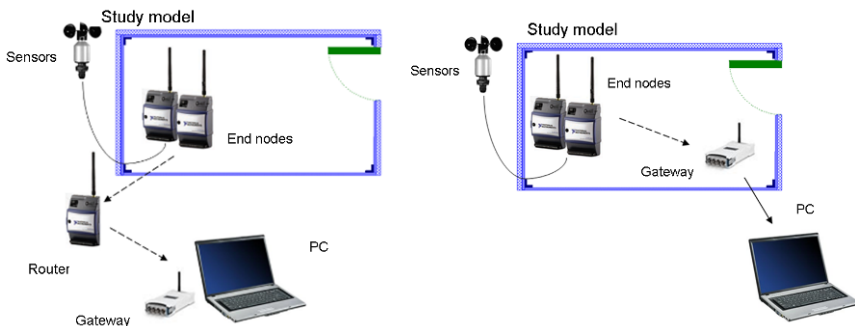 Study model
Sensors
End nodes
Router
PC
Gateway
Study model
Sensors
End nodes
Gateway
PC